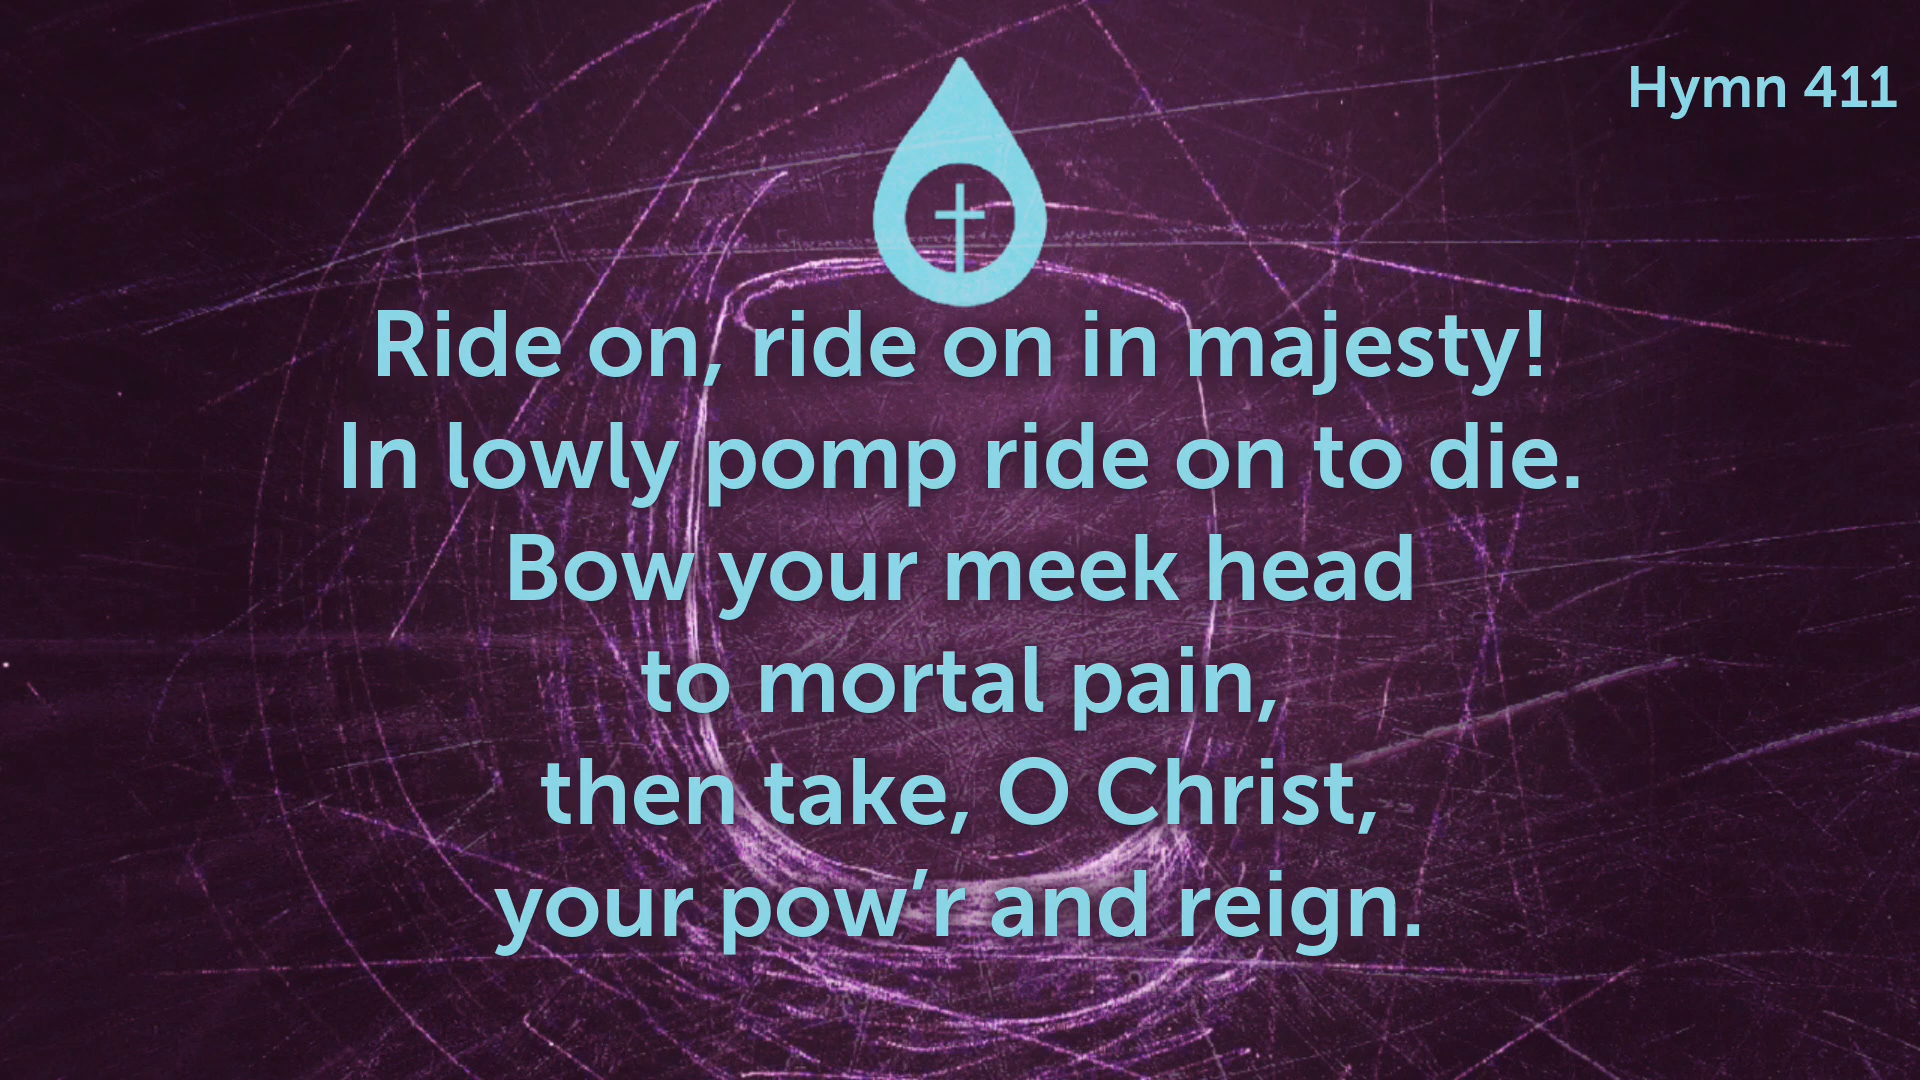 Hymn 411
Ride on, ride on in majesty!
In lowly pomp ride on to die.
Bow your meek head
to mortal pain,
then take, O Christ,
your pow’r and reign.